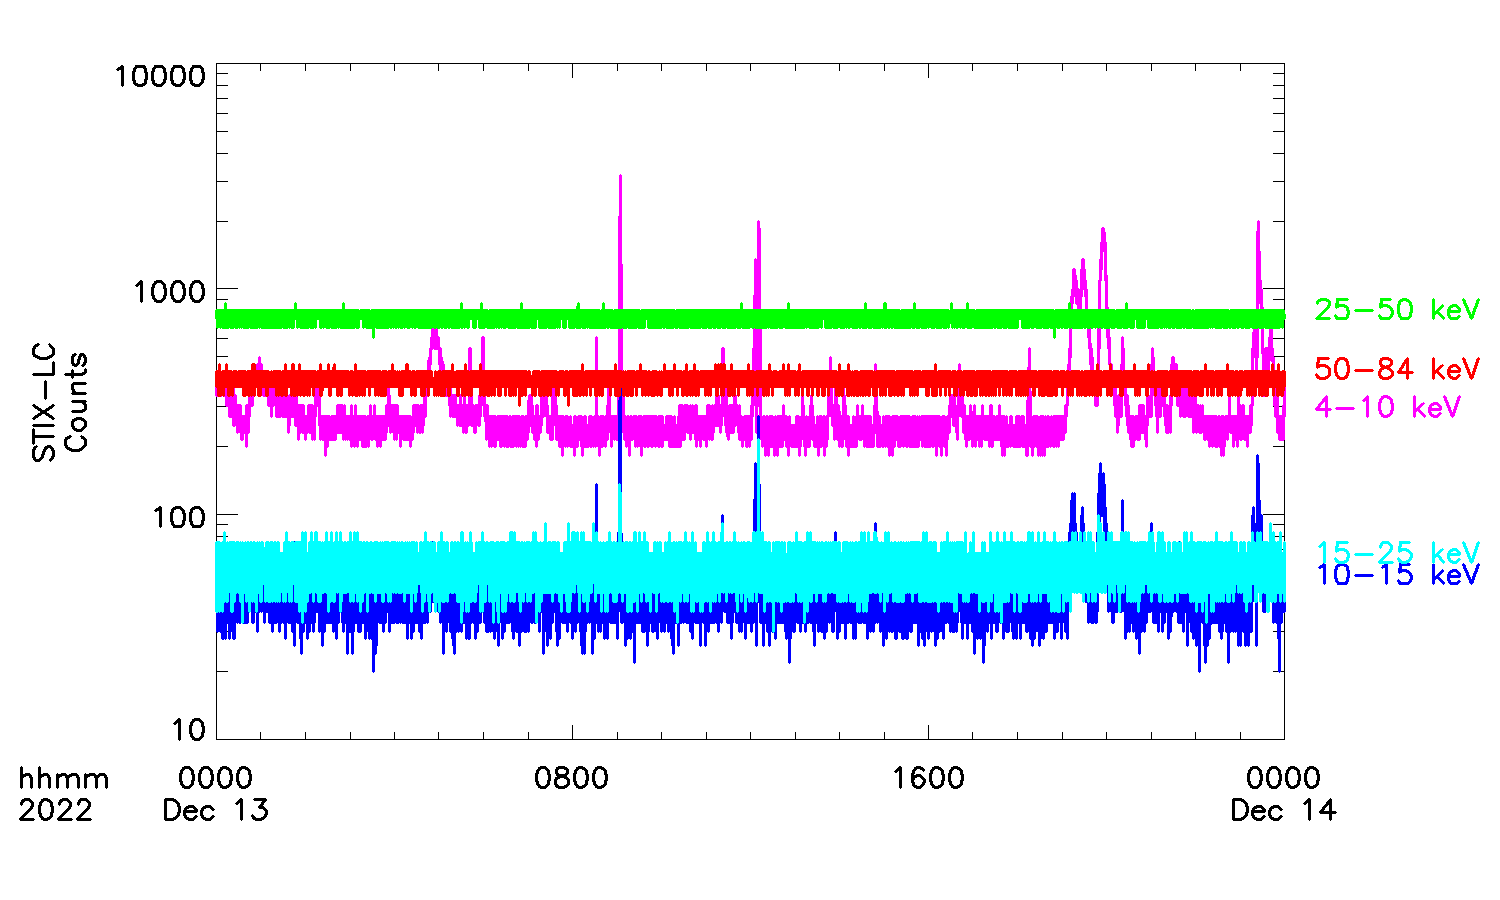 10000
1000
100
10
STIX-LC
Counts
25-50 keV
50-84 keV
4-10 keV
15-25 keV
10-15 keV
hhmm 0000 0800 1600 0000
2022 Dec 13 Dec 14